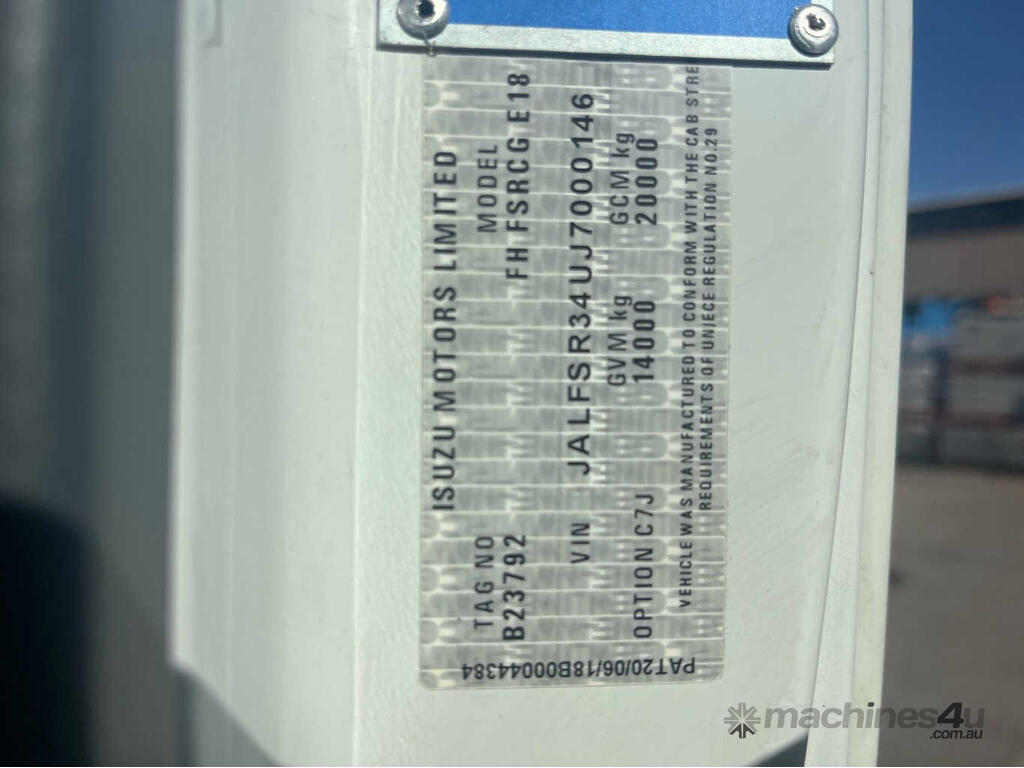 ISUZU MOTORS LIMITED
TAG NO MODEL
B23792 FH FSRCG E18
VIN JALFSR34UJ7000146
GVM kg GCM kg
OPTION C7J 14000 20000
VEHICLE WAS MANUFACTURED TO CONFORM WITH THE CAB STRE
REQUIREMENTS OF UN/ECE REGULATION NO.29
PAT20/06/18B00044384
machines4u
.com.au